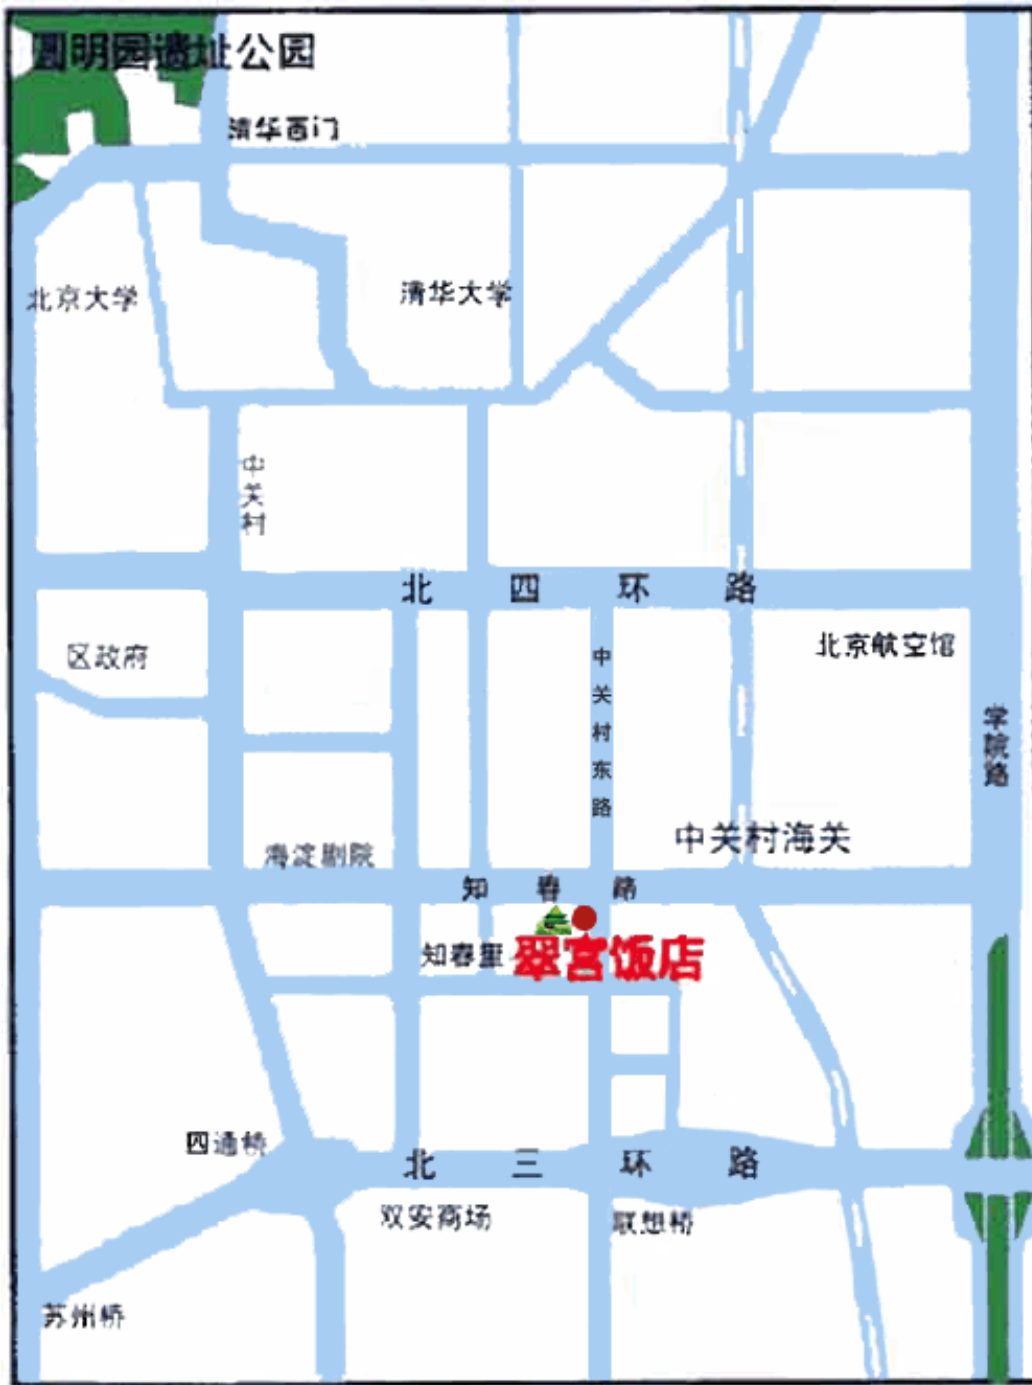 圆明园遗址公园
清华西门
北京大学
清华大学
中关村
北四环路
区政府
中关村东路
北京航空馆
学院路
中关村海关
海淀剧院
知春路
知春里
翠宫饭店
四通桥
北三环路
双安商场
联想桥
苏州桥